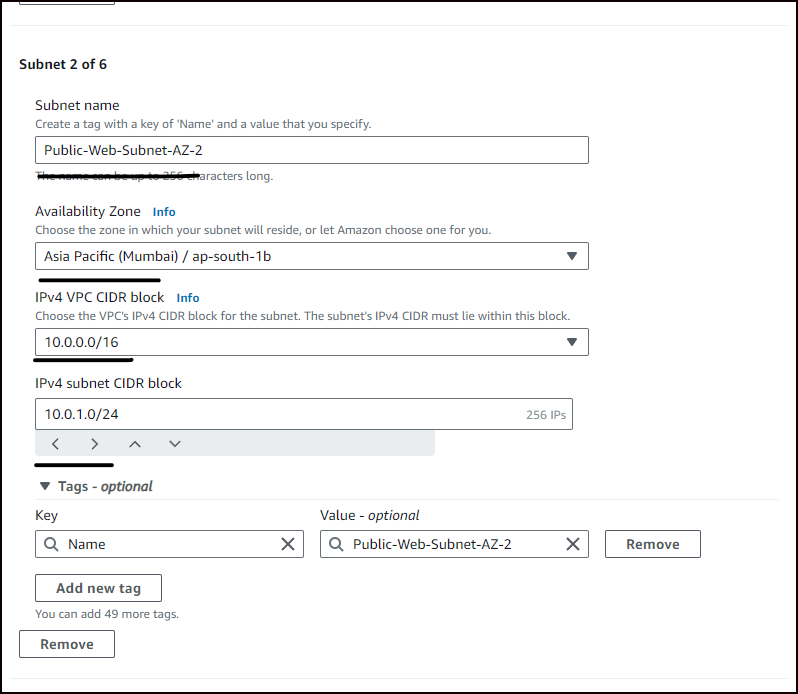 Subnet 2 of 6
Subnet name
Create a tag with a key of 'Name' and a value that you specify.
Public-Web-Subnet-AZ-2
The name can be up to 256 characters long.
Availability Zone Info
Choose the zone in which your subnet will reside, or let Amazon choose one for you.
Asia Pacific (Mumbai) / ap-south-1b
IPv4 VPC CIDR block Info
Choose the VPC's IPv4 CIDR block for the subnet. The subnet's IPv4 CIDR must lie within this block.
10.0.0.0/16
IPv4 subnet CIDR block
10.0.1.0/24 256 IPs
Tags - optional
Key Value - optional
Name Public-Web-Subnet-AZ-2 Remove
Add new tag
You can add 49 more tags.
Remove